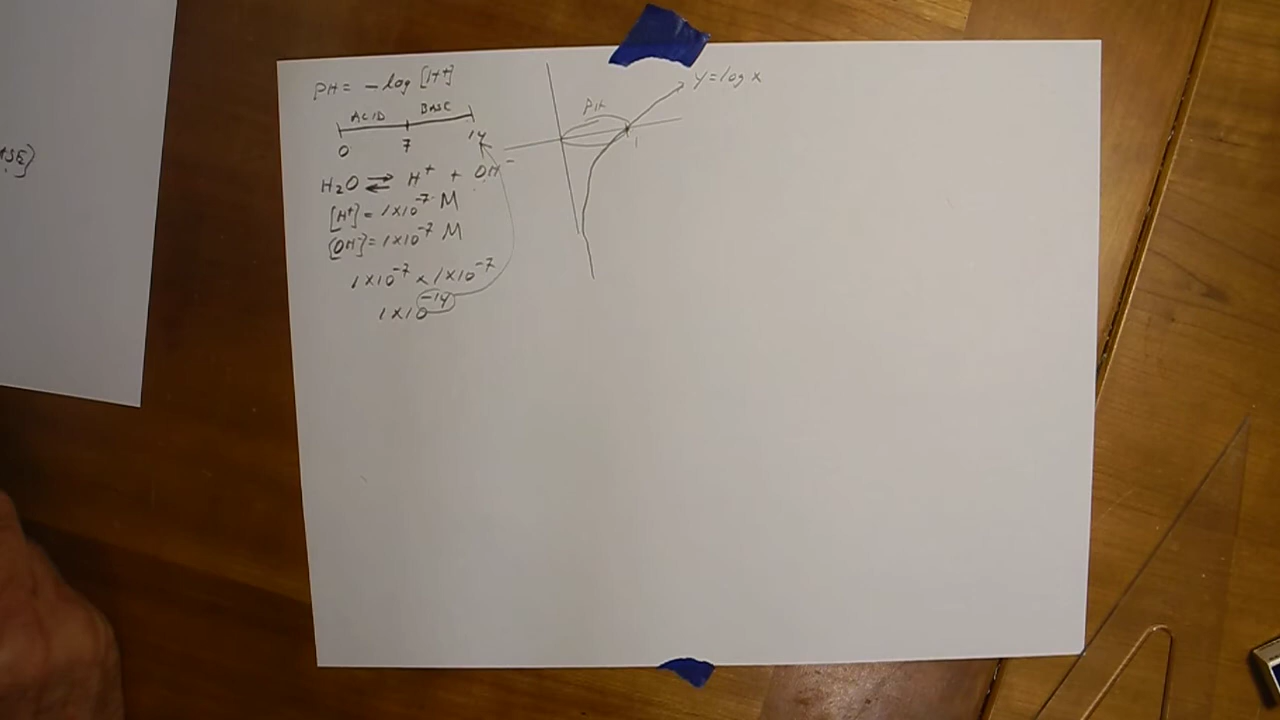 PH = -log [H+]
ACID BASE
0 7 14
H₂O ⇌ H⁺ + OH⁻
[H⁺] = 1×10⁻⁷ M
[OH⁻] = 1×10⁻⁷ M
1×10⁻⁷ × 1×10⁻⁷
1×10⁻¹⁴
y = log x
PH
1